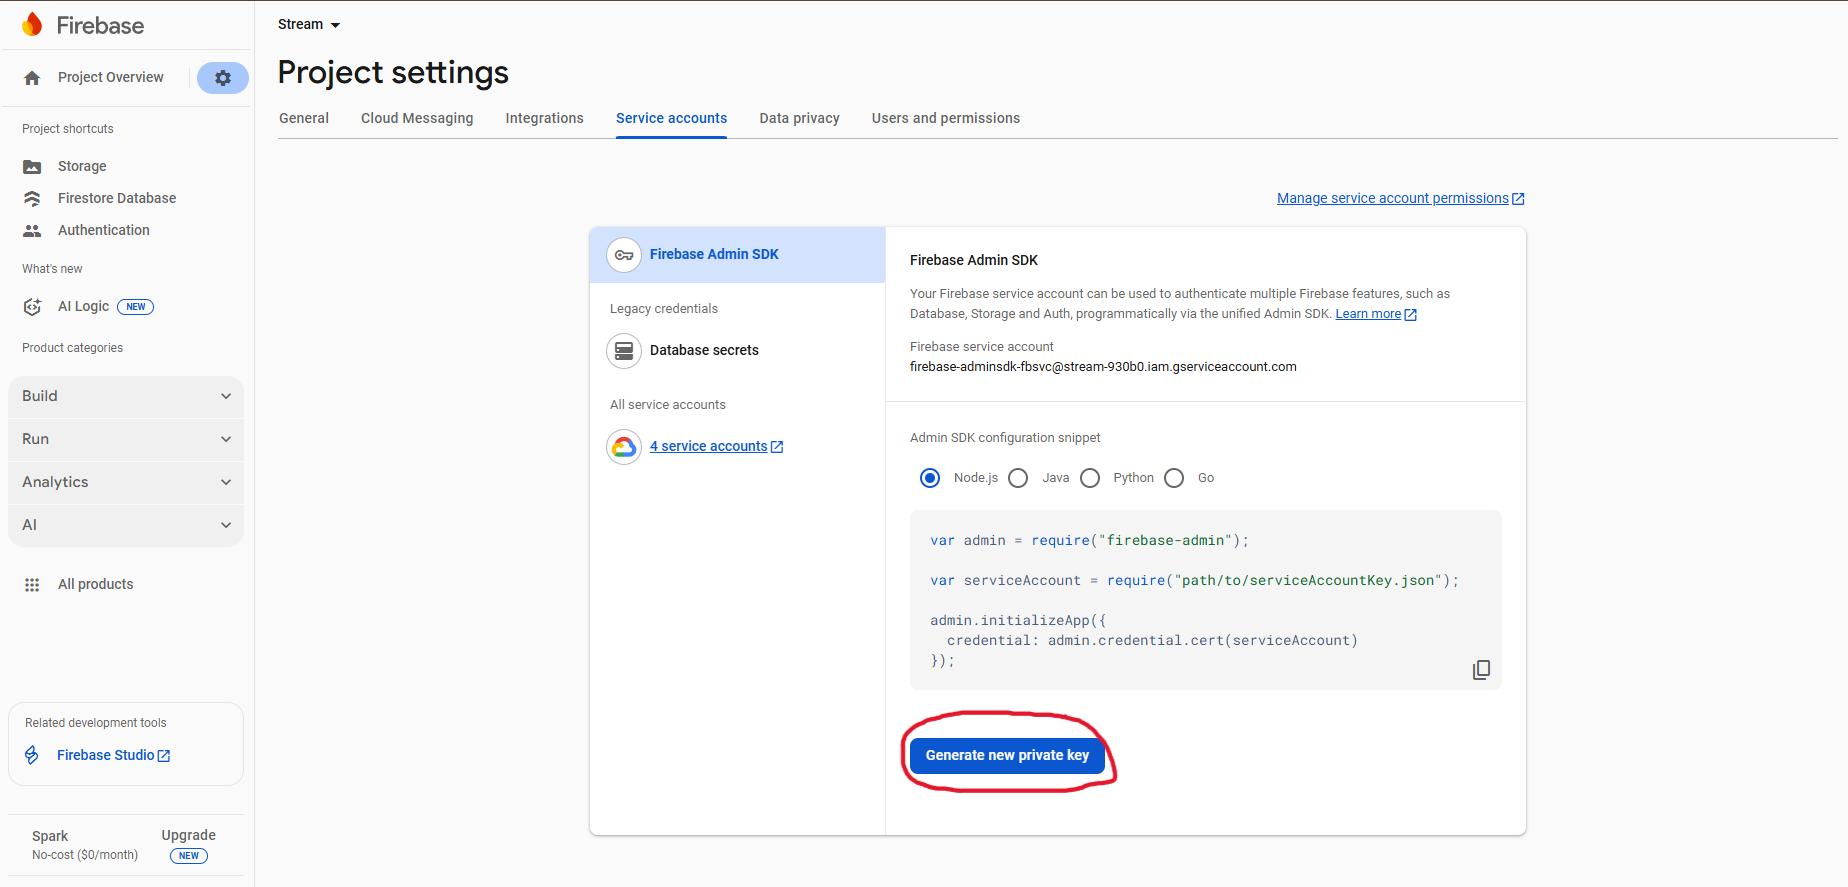 Firebase
Project Overview
Project shortcuts
Storage
Firestore Database
Authentication
What's new
AI Logic NEW
Product categories
Build
Run
Analytics
AI
All products
Related development tools
Firebase Studio
Spark
No-cost ($0/month)
Upgrade
NEW
Stream
Project settings
General Cloud Messaging Integrations Service accounts Data privacy Users and permissions
Manage service account permissions
Firebase Admin SDK
Legacy credentials
Database secrets
All service accounts
4 service accounts
Firebase Admin SDK
Your Firebase service account can be used to authenticate multiple Firebase features, such as
Database, Storage and Auth, programmatically via the unified Admin SDK. Learn more
Firebase service account
firebase-adminsdk-fbsvc@stream-930b0.iam.gserviceaccount.com
Admin SDK configuration snippet
Node.js Java Python Go
var admin = require("firebase-admin");
var serviceAccount = require("path/to/serviceAccountKey.json");
admin.initializeApp({
credential: admin.credential.cert(serviceAccount)
});
Generate new private key